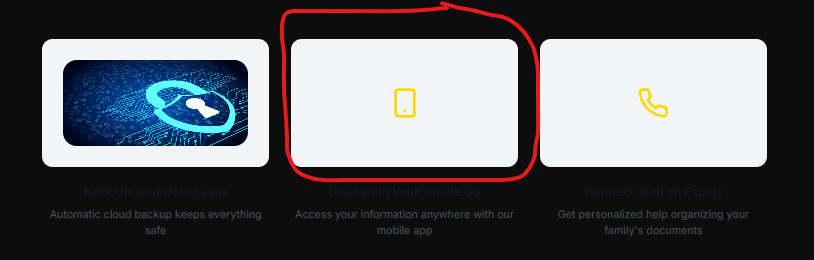 Back Up Your Data Easily
Automatic cloud backup keeps everything
safe
Use FamilyVault on the Go
Access your information anywhere with our
mobile app
Connect With an Expert
Get personalized help organizing your
family's documents